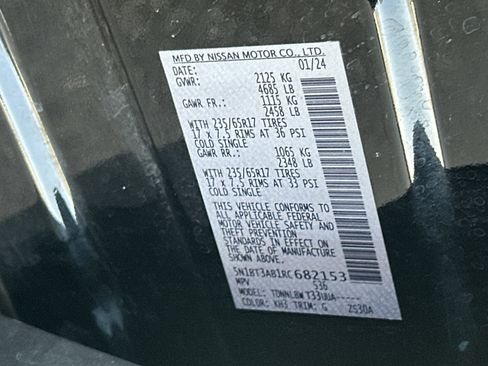 MFD BY NISSAN MOTOR CO., LTD.
DATE: 01/24
GVWR: 2125 KG
4685 LB
GAWR FR.: 1115 KG
2458 LB
WITH 235/65R17 TIRES
17 x 7.5 RIMS AT 36 PSI
COLD SINGLE
GAWR RR.: 1065 KG
2348 LB
WITH 235/65R17 TIRES
17 x 7.5 RIMS AT 33 PSI
COLD SINGLE
THIS VEHICLE CONFORMS TO
ALL APPLICABLE FEDERAL
MOTOR VEHICLE SAFETY AND
THEFT PREVENTION
STANDARDS IN EFFECT ON
THE DATE OF MANUFACTURE
SHOWN ABOVE
5N1BT3AB1RC682153
MPV 536
MODEL: TDNNLBW T33UUA-----
COLOR: KH3 TRIM: G 2S30A